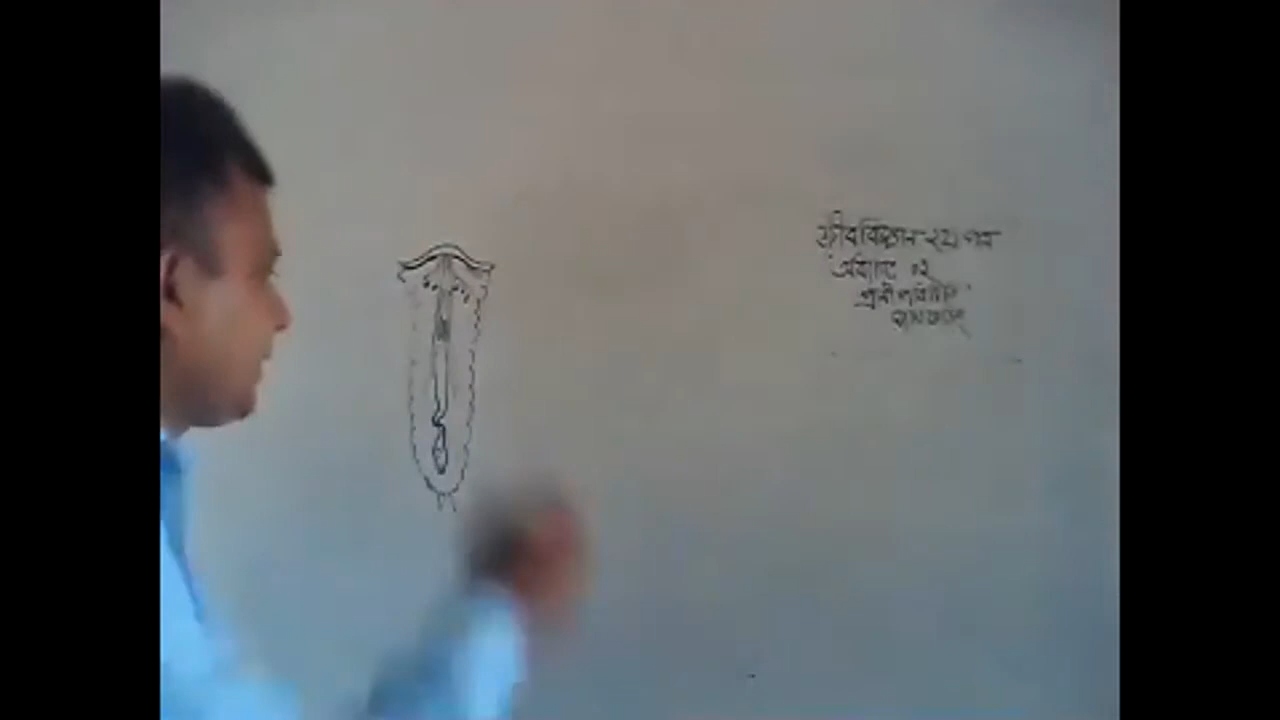 জীববিজ্ঞান-২য় পত্র
অধ্যায় ০২
প্রাণী পরিচিতি